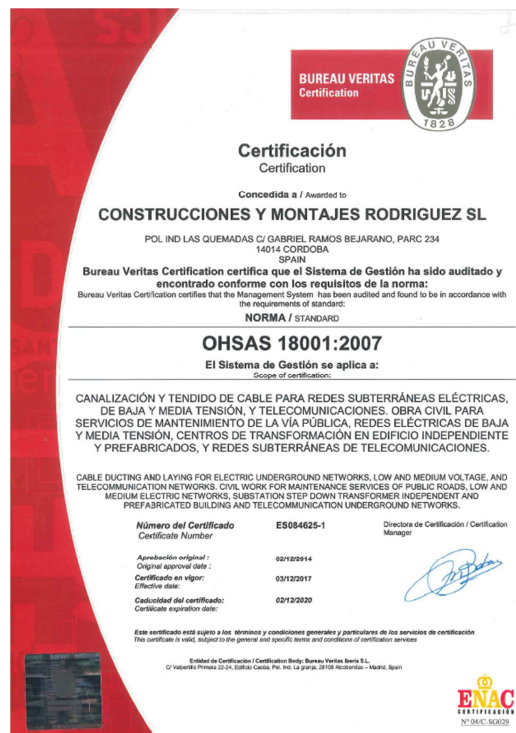 BUREAU VERITAS
Certification
BUREAU VERITAS
1828
Certificación
Certification
Concedida a / Awarded to
CONSTRUCCIONES Y MONTAJES RODRIGUEZ SL
POL IND LAS QUEMADAS C/ GABRIEL RAMOS BEJARANO, PARC 234
14014 CORDOBA
SPAIN
Bureau Veritas Certification certifica que el Sistema de Gestión ha sido auditado y
encontrado conforme con los requisitos de la norma:
Bureau Veritas Certification certifies that the Management System has been audited and found to be in accordance with
the requirements of standard:
NORMA / STANDARD
OHSAS 18001:2007
El Sistema de Gestión se aplica a:
Scope of certification:
CANALIZACIÓN Y TENDIDO DE CABLE PARA REDES SUBTERRÁNEAS ELÉCTRICAS,
DE BAJA Y MEDIA TENSIÓN, Y TELECOMUNICACIONES. OBRA CIVIL PARA
SERVICIOS DE MANTENIMIENTO DE LA VÍA PÚBLICA, REDES ELÉCTRICAS DE BAJA
Y MEDIA TENSIÓN, CENTROS DE TRANSFORMACIÓN EN EDIFICIO INDEPENDIENTE
Y PREFABRICADOS, Y REDES SUBTERRÁNEAS DE TELECOMUNICACIONES.
CABLE DUCTING AND LAYING FOR ELECTRIC UNDERGROUND NETWORKS, LOW AND MEDIUM VOLTAGE, AND
TELECOMMUNICATION NETWORKS. CIVIL WORK FOR MAINTENANCE SERVICES OF PUBLIC ROADS, LOW AND
MEDIUM ELECTRIC NETWORKS, SUBSTATION STEP DOWN TRANSFORMER INDEPENDENT AND
PREFABRICATED BUILDING AND TELECOMMUNICATION UNDERGROUND NETWORKS.
Número del Certificado ES084625-1 Directora de Certificación / Certification
Certificate Number Manager
Aprobación original : 02/12/2014
Original approval date :
Certificado en vigor: 03/12/2017
Effective date:
Caducidad del certificado: 02/12/2020
Certificate expiration date:
Este certificado está sujeto a los términos y condiciones generales y particulares de los servicios de certificación
This certificate is valid, subject to the general and specific terms and conditions of certification services
Entidad de Certificación / Certification Body: Bureau Veritas Iberia S.L.
C/ Valportillo Primera 22-24, Edificio Caoba, Pol. Ind. La granja, 28108 Alcobendas – Madrid, Spain
ENAC
CERTIFICACIÓN
Nº 04/C-SG029